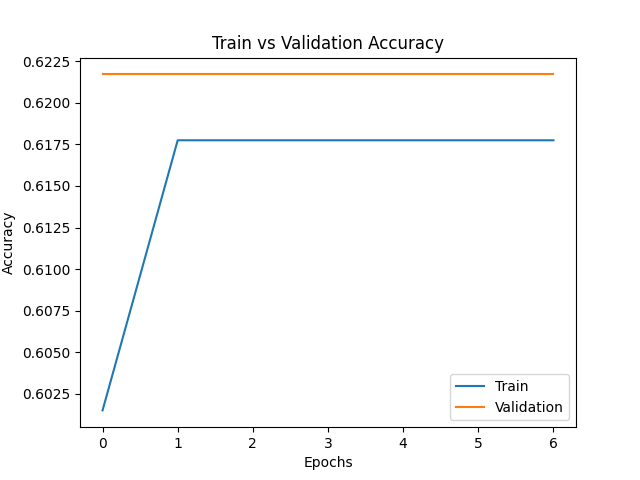 Train vs Validation Accuracy
0.6225
0.6200
0.6175
0.6150
0.6125
0.6100
0.6075
0.6050
0.6025
Accuracy
0 1 2 3 4 5 6
Epochs
Train
Validation